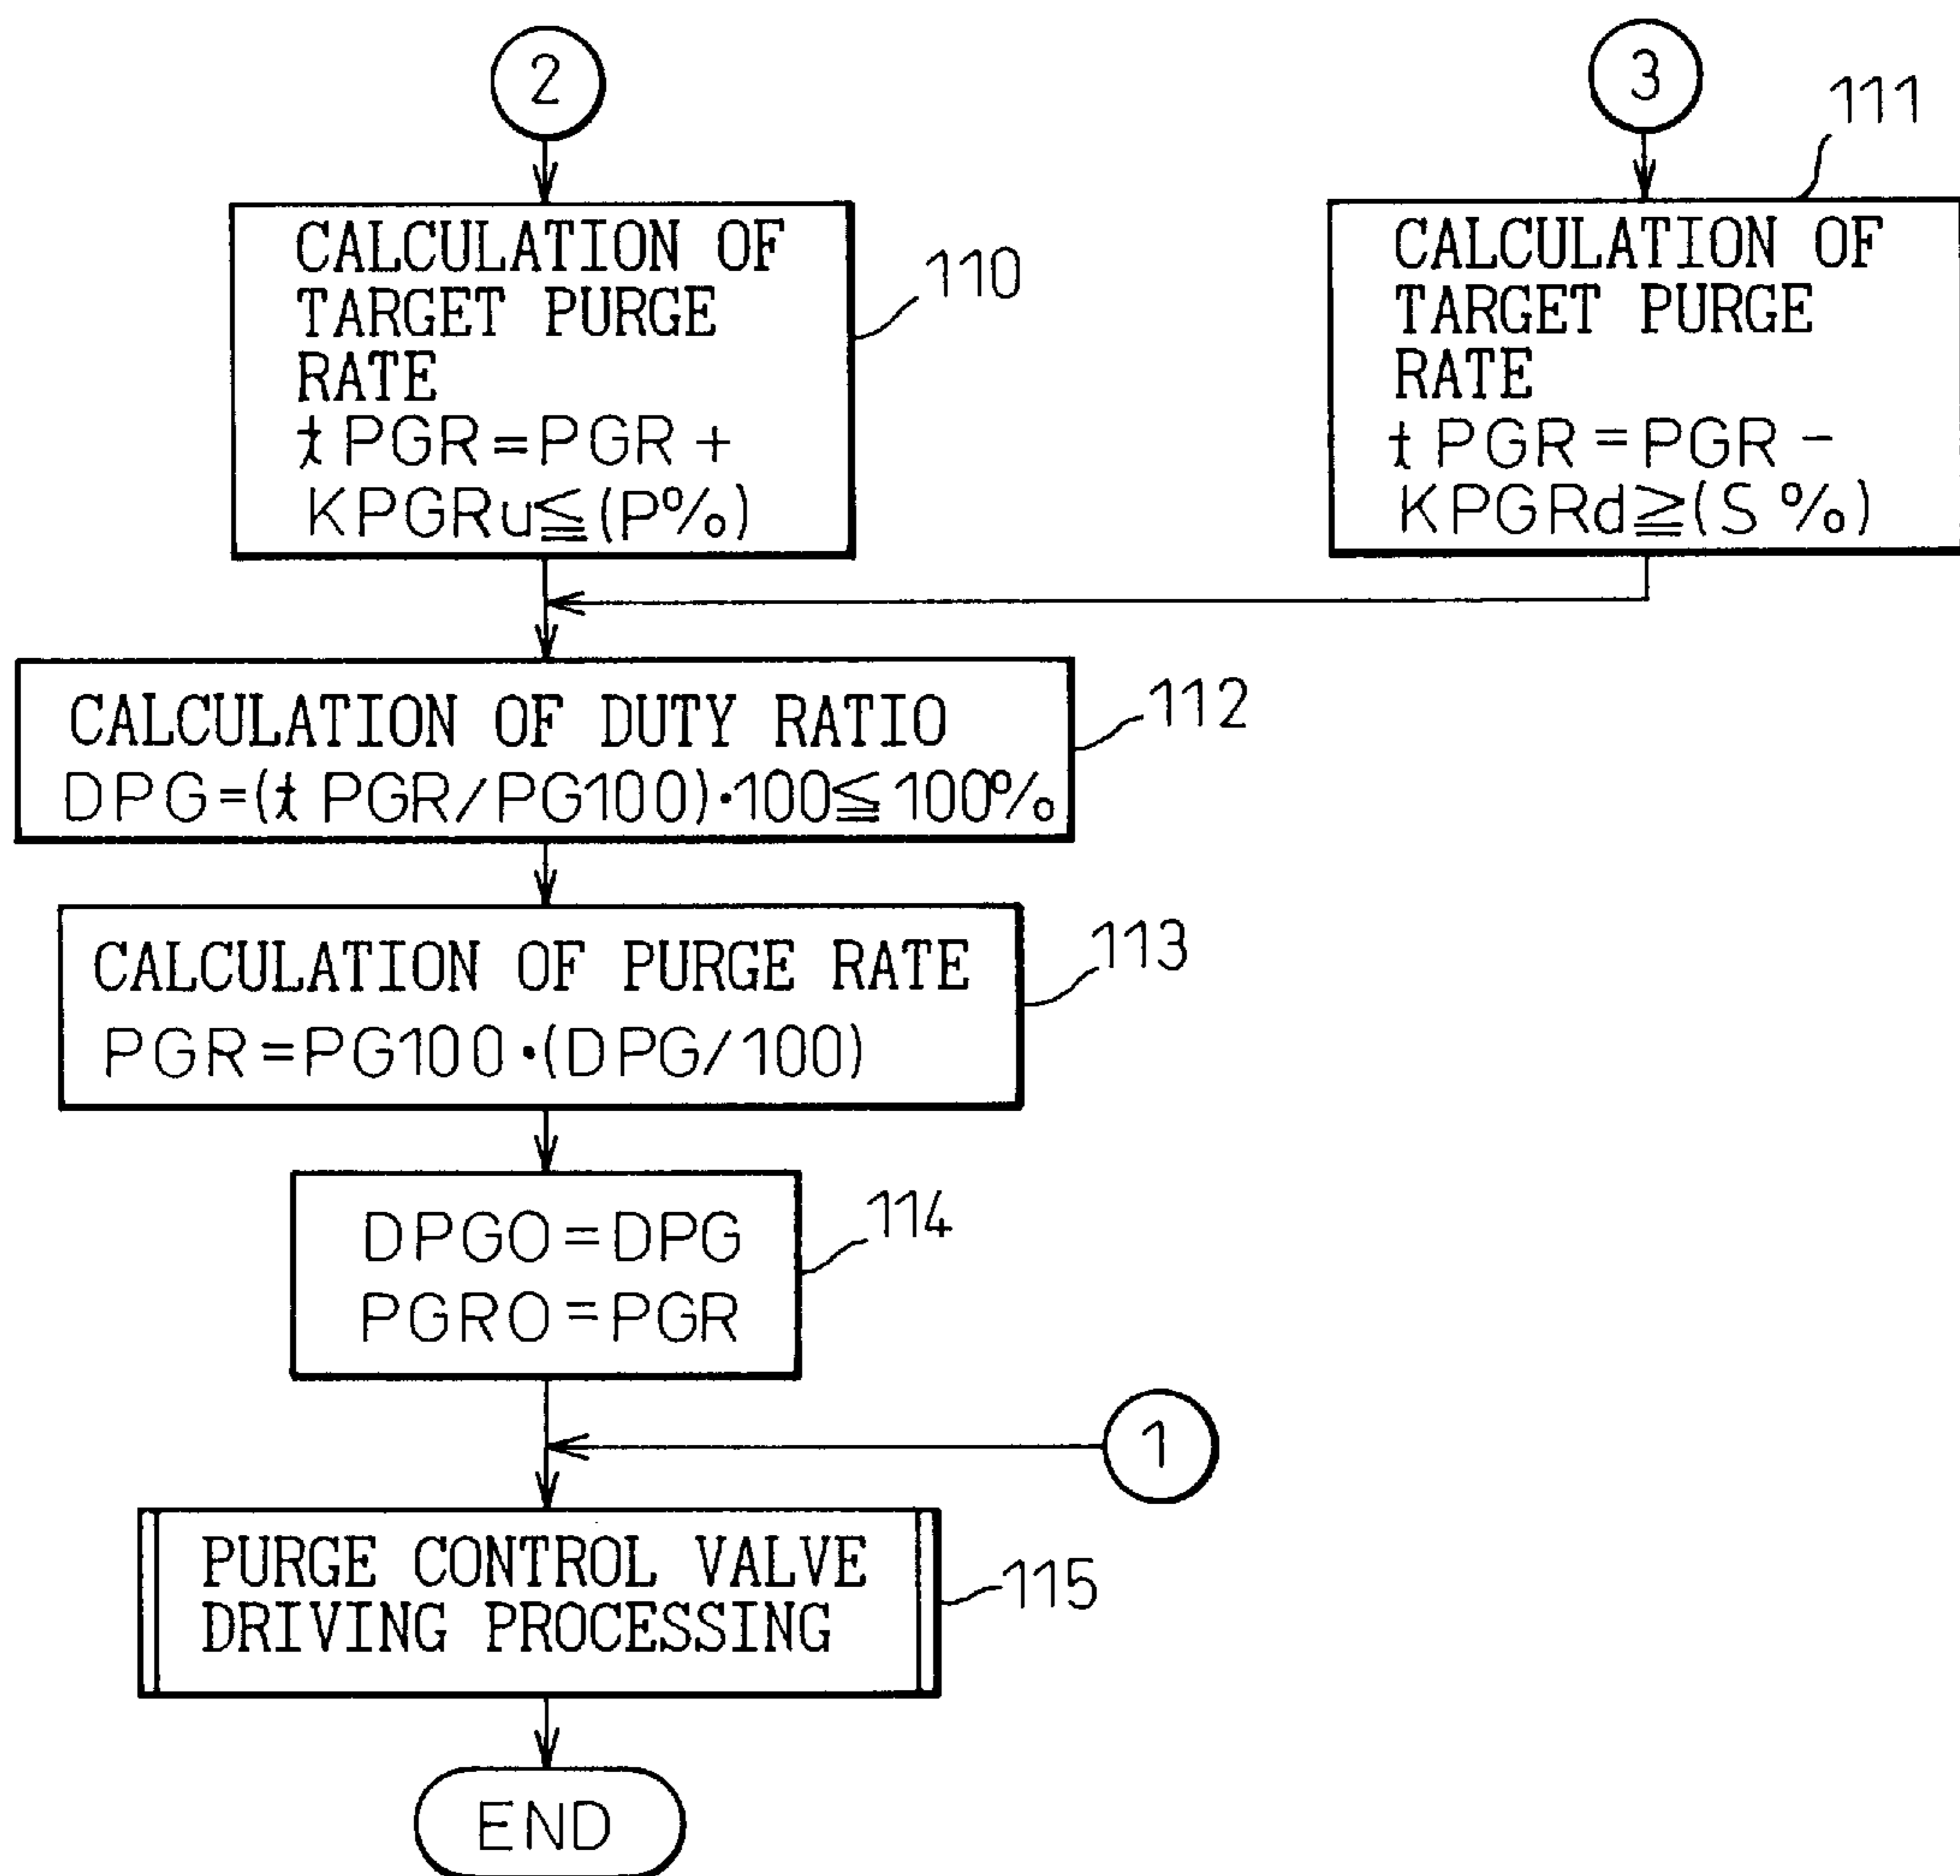 2
3
111
CALCULATION OF
TARGET PURGE
RATE
tPGR=PGR+
KPGRu≦(P%)
110
CALCULATION OF
TARGET PURGE
RATE
tPGR=PGR-
KPGRd≧(S%)
CALCULATION OF DUTY RATIO
DPG=(tPGR/PG100)·100≦100%
112
CALCULATION OF PURGE RATE
PGR=PG100·(DPG/100)
113
DPGO=DPG
PGRO=PGR
114
1
PURGE CONTROL VALVE
DRIVING PROCESSING
115
END